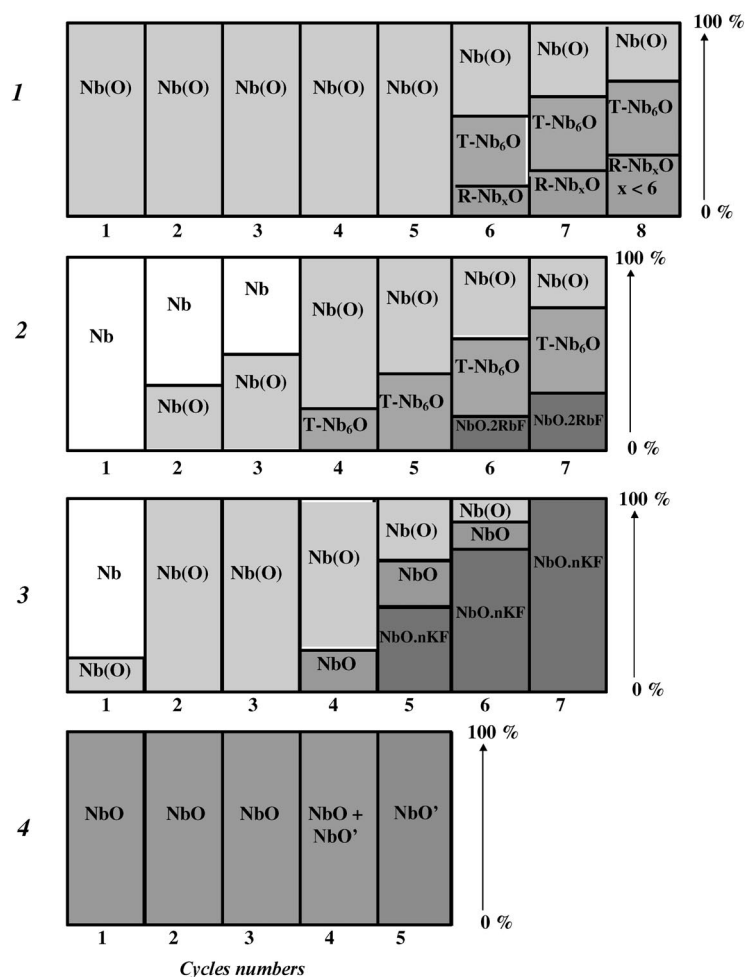 100 %
Nb(O) Nb(O) Nb(O) Nb(O) Nb(O) Nb(O) Nb(O) Nb(O)
1
T-Nb6O T-Nb6O T-Nb6O
R-NbxO R-NbxO R-NbxO
x < 6
0 %
1 2 3 4 5 6 7 8
100 %
Nb Nb Nb Nb(O) Nb(O) Nb(O) Nb(O)
2
Nb(O) Nb(O) T-Nb6O T-Nb6O T-Nb6O T-Nb6O
NbO.2RbF NbO.2RbF
0 %
1 2 3 4 5 6 7
100 %
Nb Nb(O) Nb(O) Nb(O) Nb(O) Nb(O)
NbO NbO
3
Nb(O) NbO NbO.nKF NbO.nKF NbO.nKF
0 %
1 2 3 4 5 6 7
100 %
4
NbO NbO NbO NbO + NbO'
NbO'
0 %
1 2 3 4 5
Cycles numbers